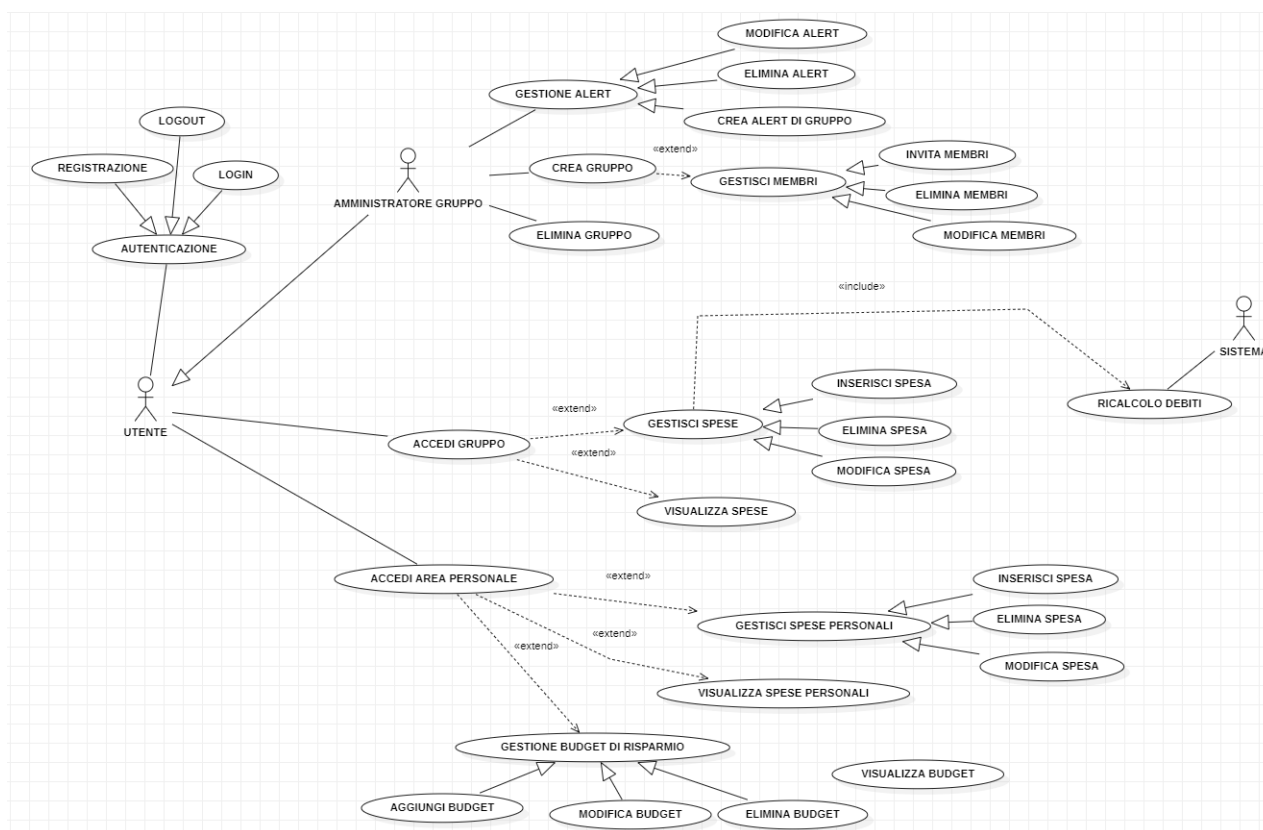 MODIFICA ALERT
ELIMINA ALERT
GESTIONE ALERT
CREA ALERT DI GRUPPO
LOGOUT
REGISTRAZIONE
LOGIN
AUTENTICAZIONE
AMMINISTRATORE GRUPPO
CREA GRUPPO
«extend»
GESTISCI MEMBRI
INVITA MEMBRI
ELIMINA MEMBRI
MODIFICA MEMBRI
ELIMINA GRUPPO
«include»
SISTEMA
RICALCOLO DEBITI
UTENTE
ACCEDI GRUPPO
«extend»
GESTISCI SPESE
INSERISCI SPESA
ELIMINA SPESA
MODIFICA SPESA
«extend»
VISUALIZZA SPESE
ACCEDI AREA PERSONALE
«extend»
GESTISCI SPESE PERSONALI
INSERISCI SPESA
ELIMINA SPESA
MODIFICA SPESA
«extend»
VISUALIZZA SPESE PERSONALI
«extend»
GESTIONE BUDGET DI RISPARMIO
VISUALIZZA BUDGET
AGGIUNGI BUDGET
MODIFICA BUDGET
ELIMINA BUDGET